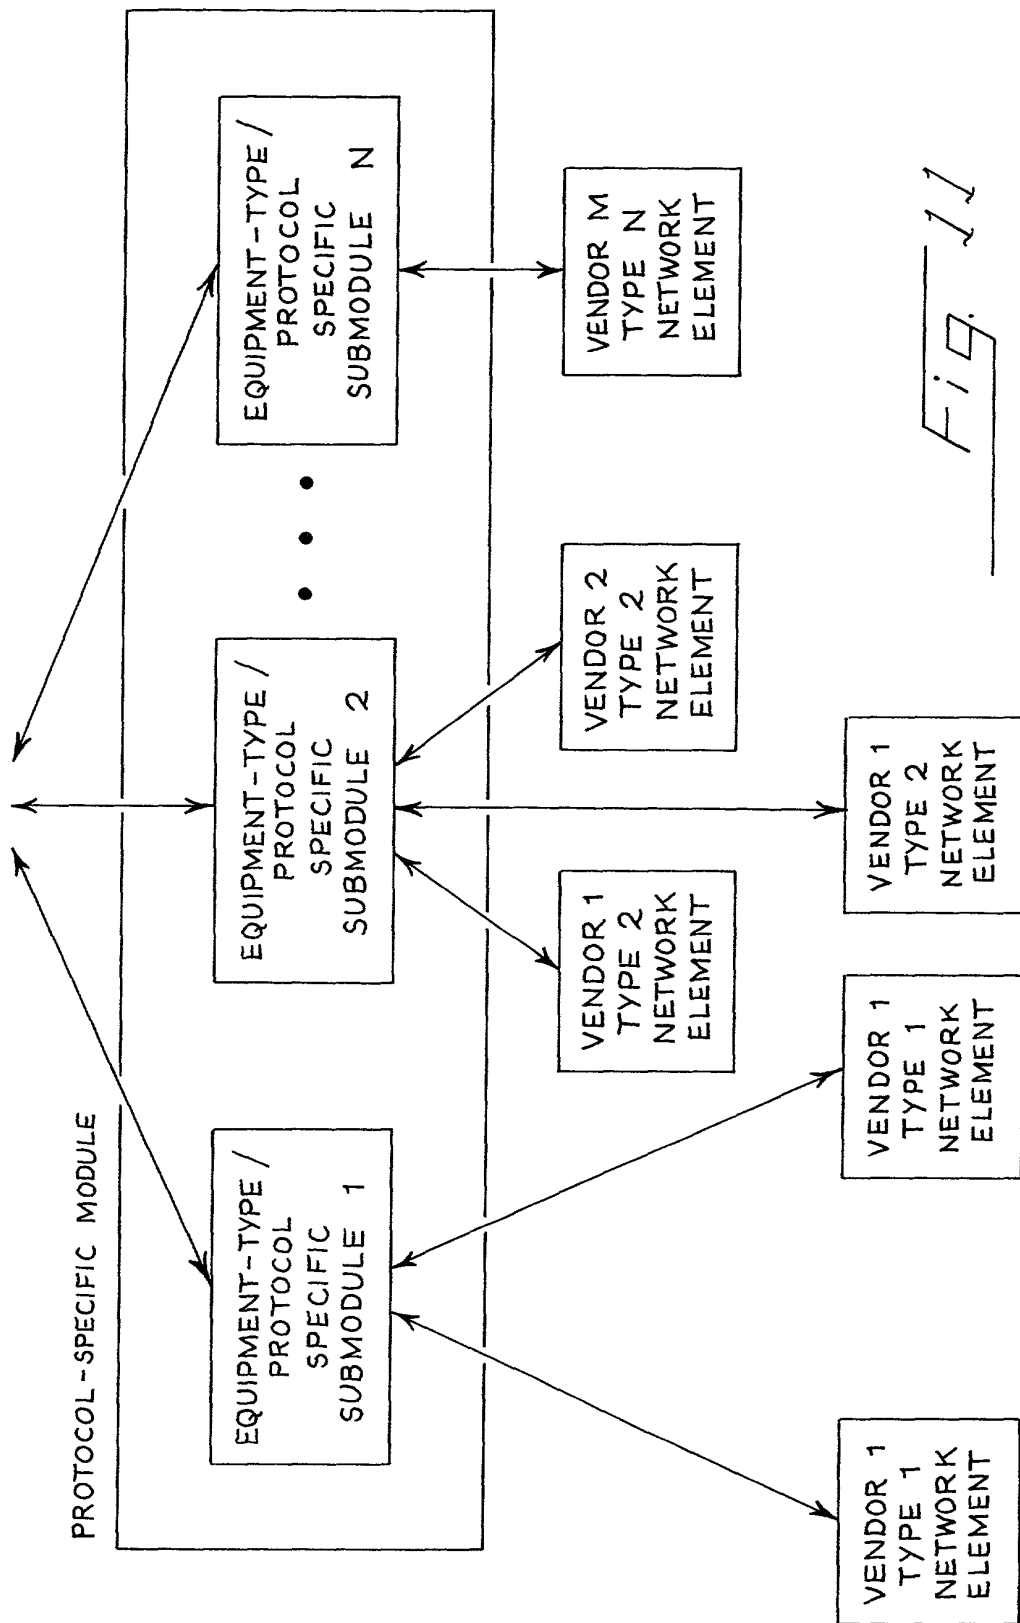 PROTOCOL-SPECIFIC MODULE
EQUIPMENT-TYPE/
PROTOCOL
SPECIFIC
SUBMODULE 1
EQUIPMENT-TYPE/
PROTOCOL
SPECIFIC
SUBMODULE 2
EQUIPMENT-TYPE/
PROTOCOL
SPECIFIC
SUBMODULE N
VENDOR 1
TYPE 2
NETWORK
ELEMENT
VENDOR 2
TYPE 2
NETWORK
ELEMENT
VENDOR M
TYPE N
NETWORK
ELEMENT
VENDOR 1
TYPE 1
NETWORK
ELEMENT
VENDOR 1
TYPE 1
NETWORK
ELEMENT
VENDOR 1
TYPE 2
NETWORK
ELEMENT
Fig. 11